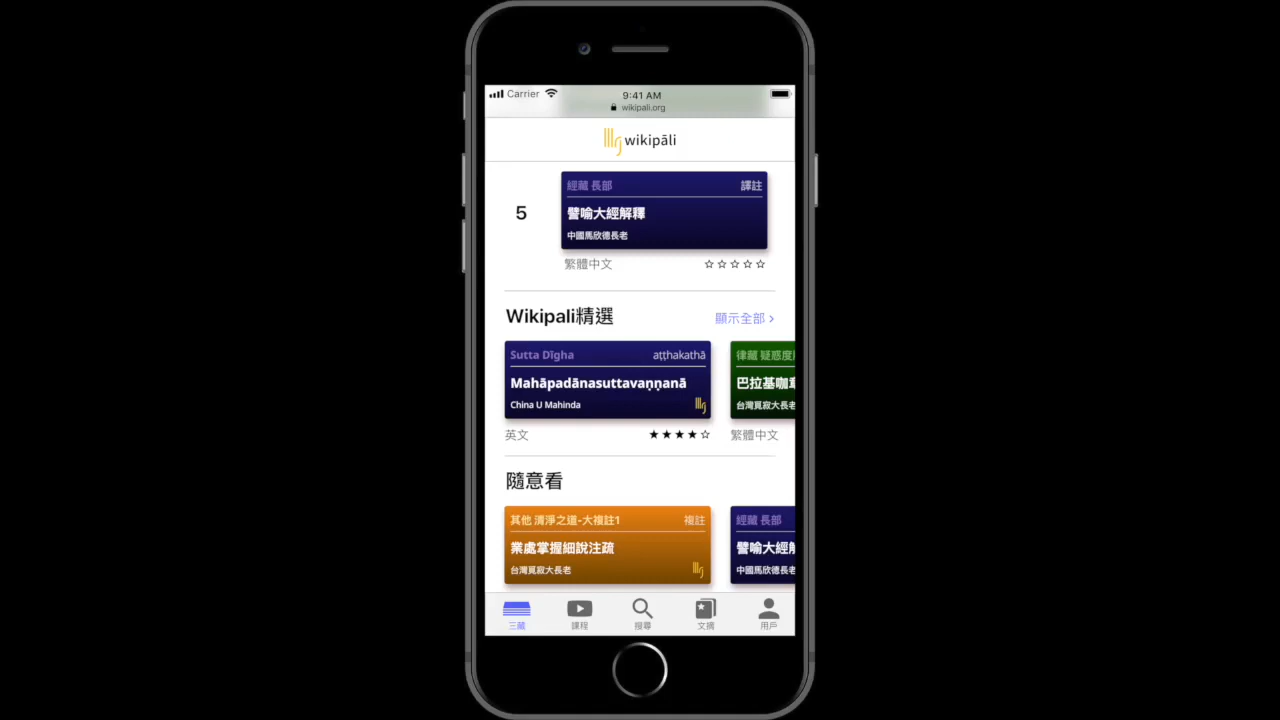 Carrier
9:41 AM
wikipali.org
wikipāli
5
經藏 長部 譯註
譬喻大經解釋
中國馬欣德長老
繁體中文
Wikipali精選 顯示全部
Sutta Dīgha aṭṭhakathā
Mahāpadānasuttavaṇṇanā
China U Mahinda
英文
律藏 疑惑度
巴拉基咖
台灣覓寂大長老
繁體中文
隨意看
其他 清淨之道-大複註1 複註
業處掌握細說注疏
台灣覓寂大長老
經藏 長部
譬喻大經
中國馬欣德長老
三藏 課程 搜尋 文摘 用戶